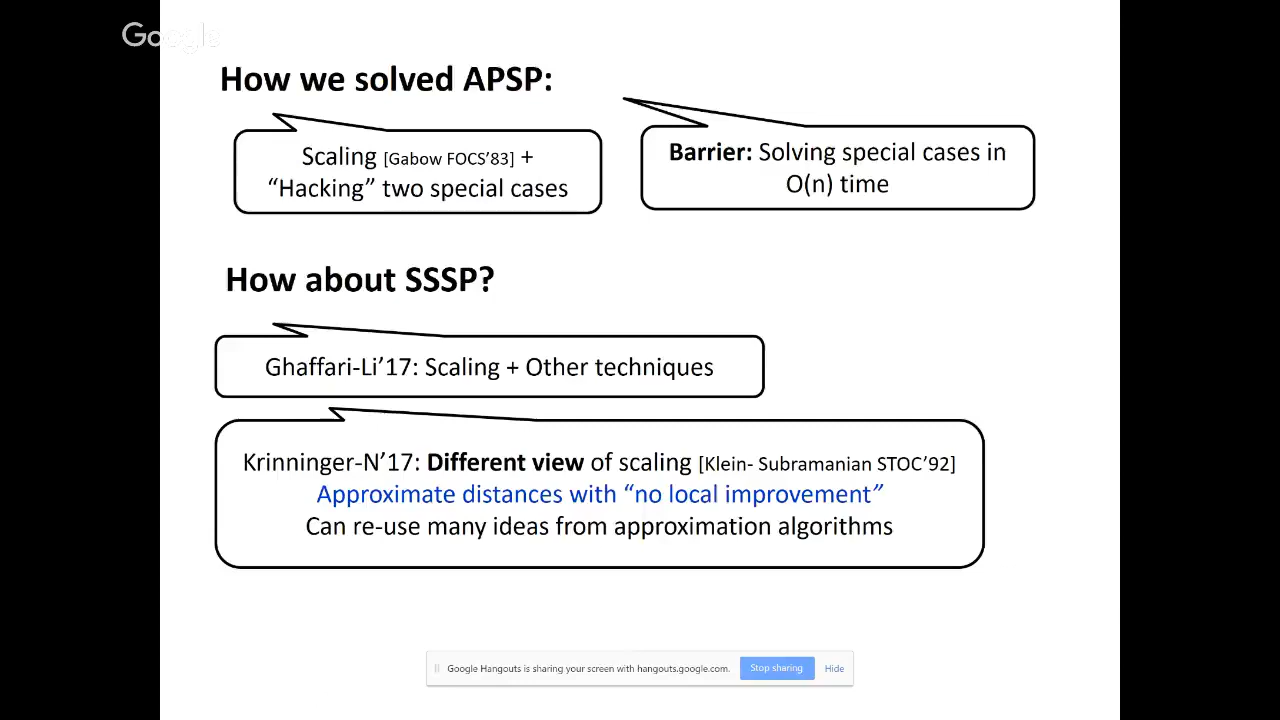 Google
How we solved APSP:
Scaling [Gabow FOCS’83] +
“Hacking” two special cases
Barrier: Solving special cases in
O(n) time
How about SSSP?
Ghaffari-Li’17: Scaling + Other techniques
Krinninger-N’17: Different view of scaling [Klein- Subramanian STOC’92]
Approximate distances with “no local improvement”
Can re-use many ideas from approximation algorithms
Google Hangouts is sharing your screen with hangouts.google.com.
Stop sharing
Hide